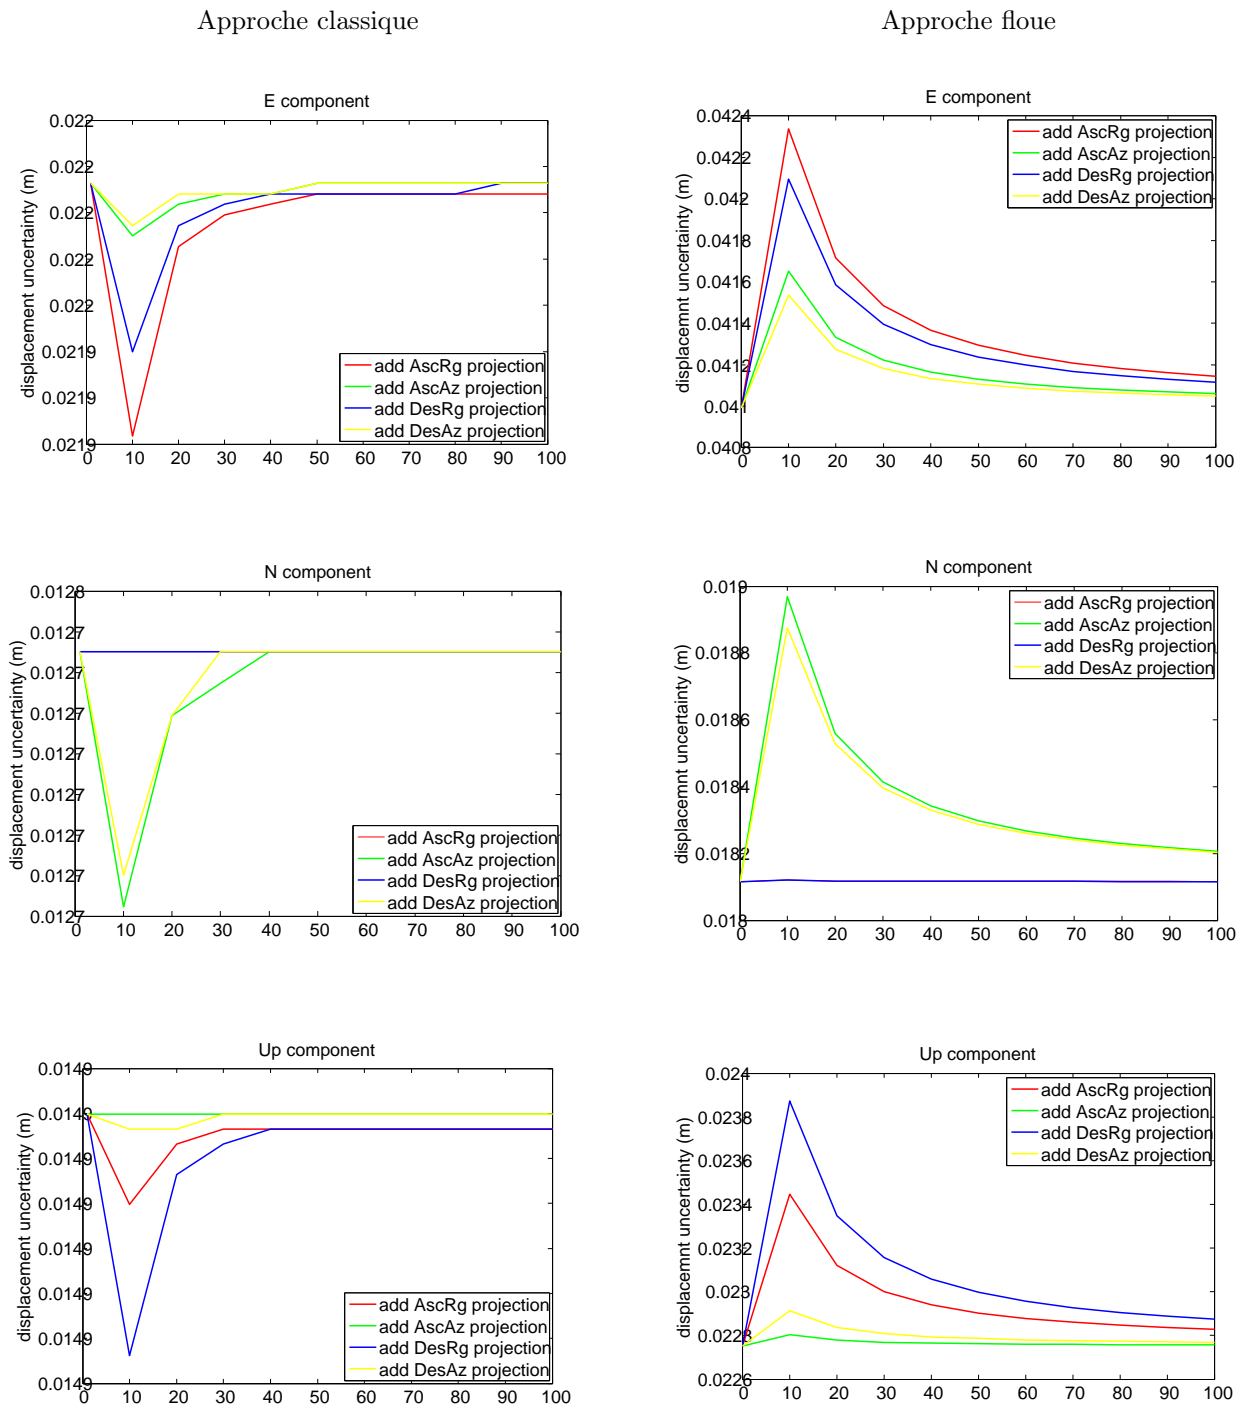 Approche classique
Approche floue
E component
displacement uncertainty (m)
0.022
0.022
0.022
0.022
0.022
0.0219
0.0219
0.0219
0 10 20 30 40 50 60 70 80 90 100
add AscRg projection
add AscAz projection
add DesRg projection
add DesAz projection
E component
displacemnt uncertainty (m)
0.0424
0.0422
0.042
0.0418
0.0416
0.0414
0.0412
0.041
0.0408
0 10 20 30 40 50 60 70 80 90 100
add AscRg projection
add AscAz projection
add DesRg projection
add DesAz projection
N component
displacement uncertainty (m)
0.0128
0.0127
0.0127
0.0127
0.0127
0.0127
0.0127
0.0127
0.0127
0 10 20 30 40 50 60 70 80 90 100
add AscRg projection
add AscAz projection
add DesRg projection
add DesAz projection
N component
displacemnt uncertainty (m)
0.019
0.0188
0.0186
0.0184
0.0182
0.018
0 10 20 30 40 50 60 70 80 90 100
add AscRg projection
add AscAz projection
add DesRg projection
add DesAz projection
Up component
displacement uncertainty (m)
0.0149
0.0149
0.0149
0.0149
0.0149
0.0149
0.0149
0.0149
0 10 20 30 40 50 60 70 80 90 100
add AscRg projection
add AscAz projection
add DesRg projection
add DesAz projection
Up component
displacemnt uncertainty (m)
0.024
0.0238
0.0236
0.0234
0.0232
0.023
0.0228
0.0226
0 10 20 30 40 50 60 70 80 90 100
add AscRg projection
add AscAz projection
add DesRg projection
add DesAz projection